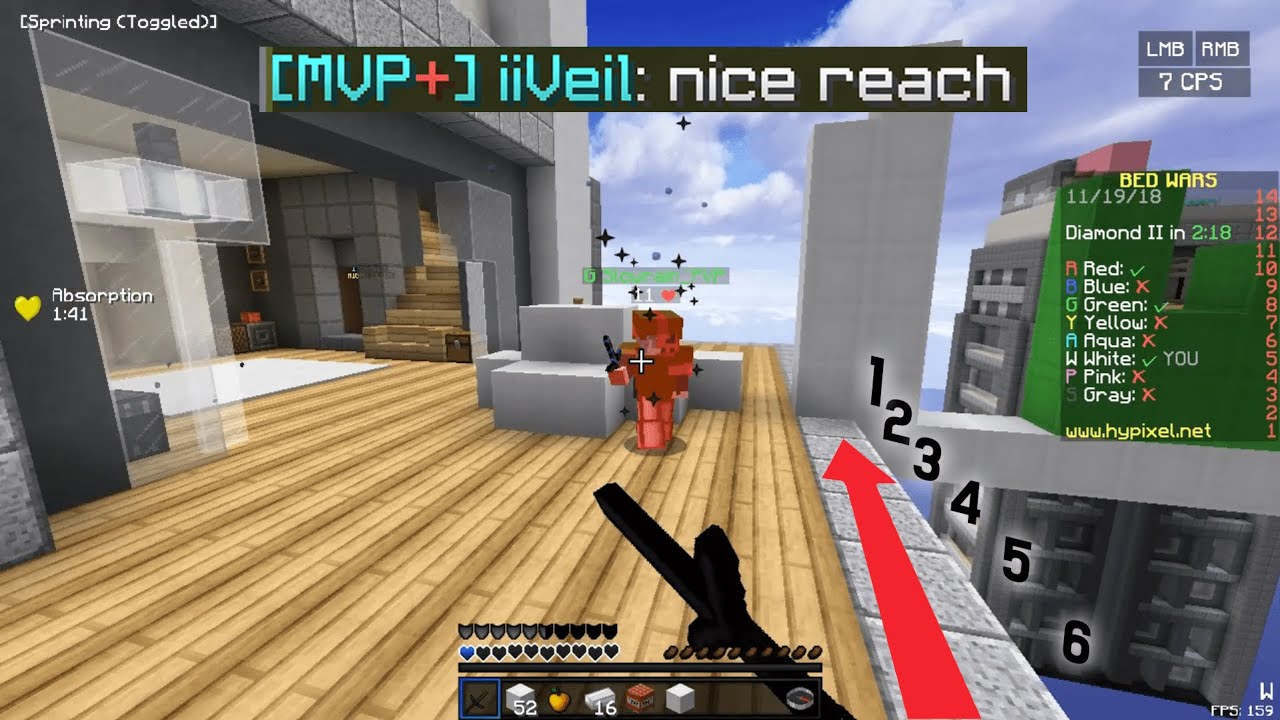 [Sprinting (Toggled)]
[MVP+] iiVeil: nice reach
LMB RMB
7 CPS
Absorption
1:41
BED WARS
11/19/18 14
13
Diamond II in 2:18 12
11
R Red: ✓ 10
B Blue: ✗ 9
G Green: ✓ 8
Y Yellow: ✗ 7
A Aqua: ✗ 6
W White: ✓ YOU 5
P Pink: ✗ 4
S Gray: ✗ 3
2
www.hypixel.net 1
1
2
3
4
5
6
52 16
W
FPS: 159